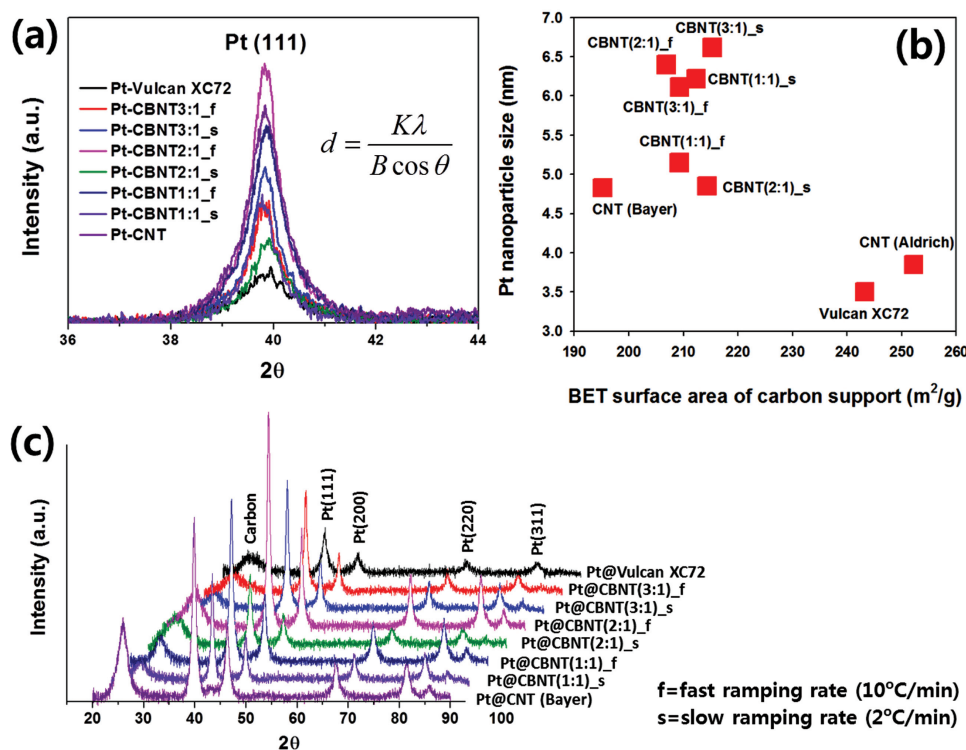 (a)
Pt (111)
Pt-Vulcan XC72
Pt-CBNT3:1_f
Pt-CBNT3:1_s
Pt-CBNT2:1_f
Pt-CBNT2:1_s
Pt-CBNT1:1_f
Pt-CBNT1:1_s
Pt-CNT
d = Kλ / B cos θ
Intensity (a.u.)
36 38 40 42 44
2θ
(b)
Pt nanoparticle size (nm)
7.0
6.5
6.0
5.5
5.0
4.5
4.0
3.5
3.0
CBNT(3:1)_s
CBNT(2:1)_f
CBNT(1:1)_s
CBNT(3:1)_f
CBNT(1:1)_f
CBNT(2:1)_s
CNT (Bayer)
CNT (Aldrich)
Vulcan XC72
190 200 210 220 230 240 250 260
BET surface area of carbon support (m²/g)
(c)
Intensity (a.u.)
Carbon
Pt(111)
Pt(200)
Pt(220)
Pt(311)
Pt@Vulcan XC72
Pt@CBNT(3:1)_f
Pt@CBNT(3:1)_s
Pt@CBNT(2:1)_f
Pt@CBNT(2:1)_s
Pt@CBNT(1:1)_f
Pt@CBNT(1:1)_s
Pt@CNT (Bayer)
20 30 40 50 60 70 80 90 100
2θ
f=fast ramping rate (10°C/min)
s=slow ramping rate (2°C/min)